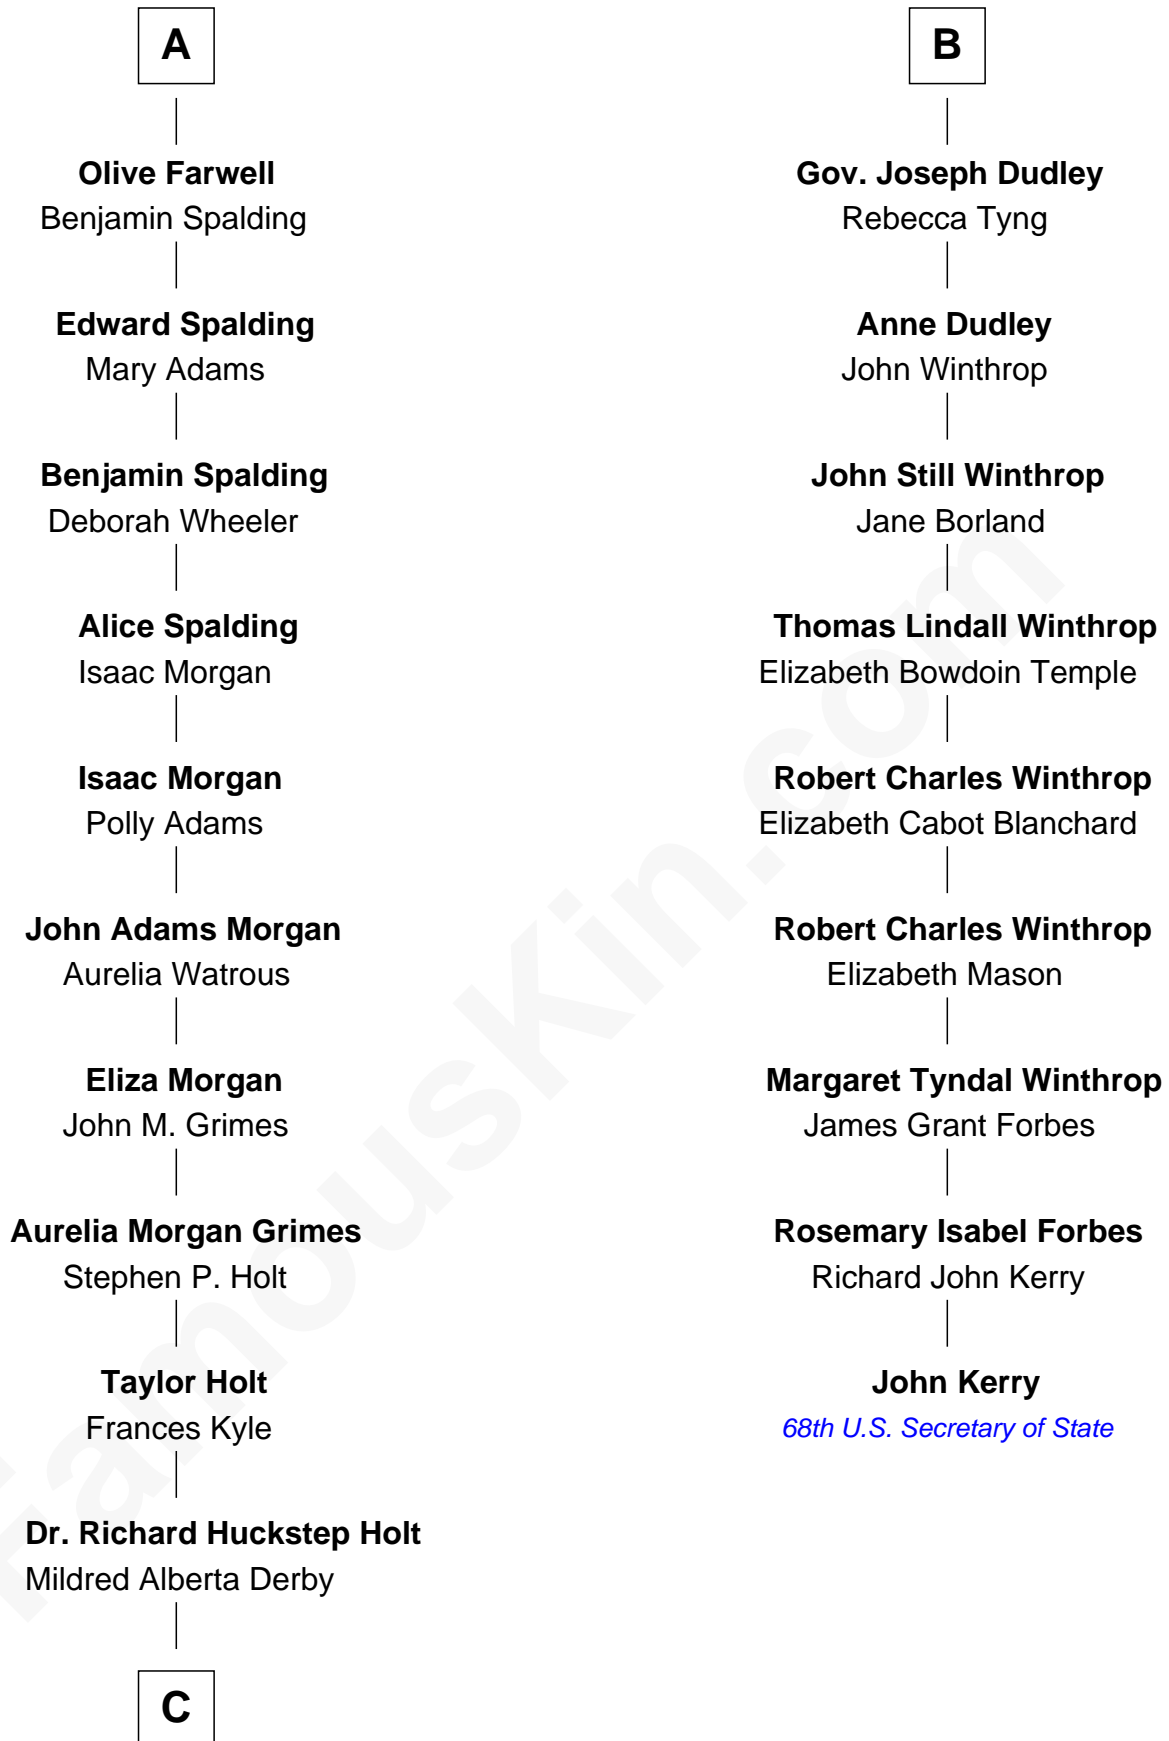 A
Olive Farwell
Benjamin Spalding
Edward Spalding
Mary Adams
Benjamin Spalding
Deborah Wheeler
Alice Spalding
Isaac Morgan
Isaac Morgan
Polly Adams
John Adams Morgan
Aurelia Watrous
Eliza Morgan
John M. Grimes
Aurelia Morgan Grimes
Stephen P. Holt
Taylor Holt
Frances Kyle
Dr. Richard Huckstep Holt
Mildred Alberta Derby
C
B
Gov. Joseph Dudley
Rebecca Tyng
Anne Dudley
John Winthrop
John Still Winthrop
Jane Borland
Thomas Lindall Winthrop
Elizabeth Bowdoin Temple
Robert Charles Winthrop
Elizabeth Cabot Blanchard
Robert Charles Winthrop
Elizabeth Mason
Margaret Tyndal Winthrop
James Grant Forbes
Rosemary Isabel Forbes
Richard John Kerry
John Kerry
68th U.S. Secretary of State
FamousKin.com